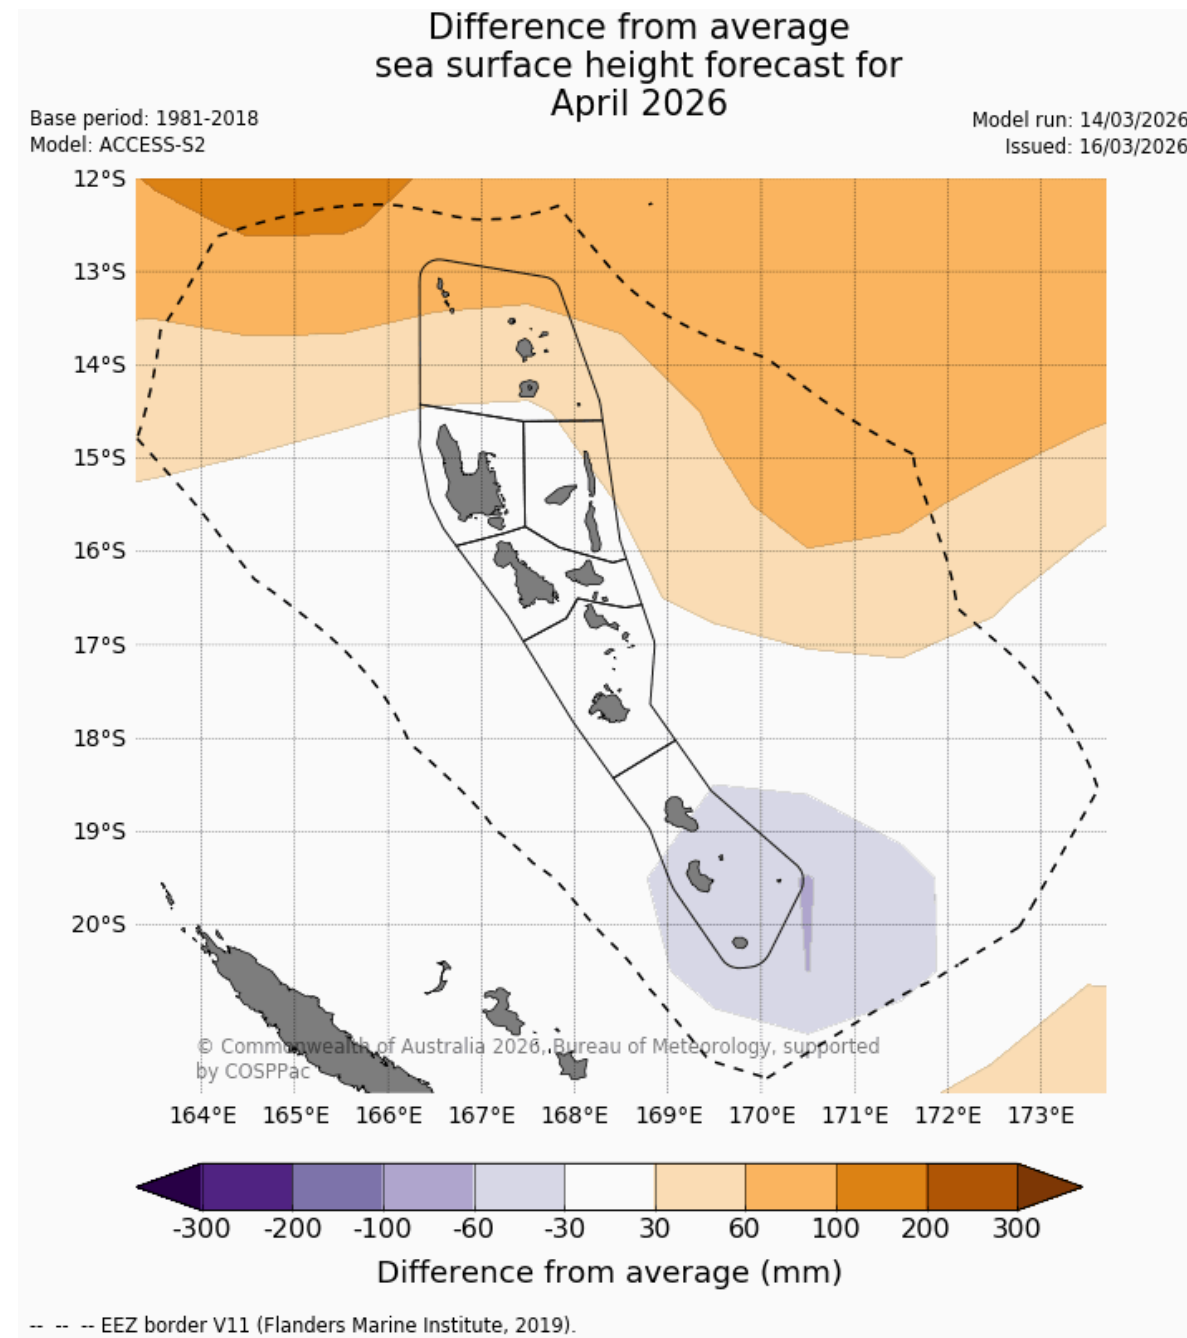 Difference from average
sea surface height forecast for
April 2026
Base period: 1981-2018
Model: ACCESS-S2
Model run: 14/03/2026
Issued: 16/03/2026
12°S
13°S
14°S
15°S
16°S
17°S
18°S
19°S
20°S
© Commonwealth of Australia 2026, Bureau of Meteorology, supported
by COSPPac
164°E 165°E 166°E 167°E 168°E 169°E 170°E 171°E 172°E 173°E
-300 -200 -100 -60 -30 30 60 100 200 300
Difference from average (mm)
-- -- -- EEZ border V11 (Flanders Marine Institute, 2019).